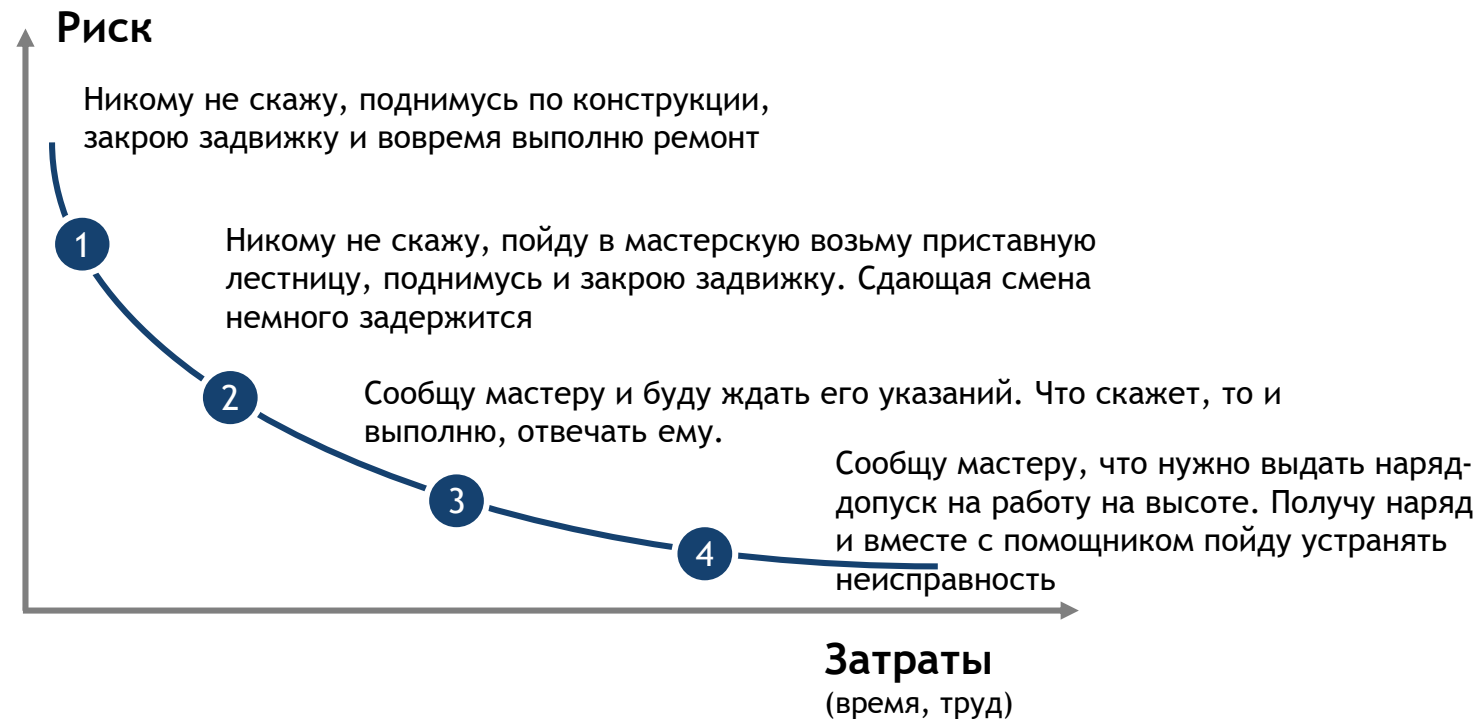 Риск
Никому не скажу, поднимусь по конструкции,
закрою задвижку и вовремя выполню ремонт
1
Никому не скажу, пойду в мастерскую возьму приставную
лестницу, поднимусь и закрою задвижку. Сдающая смена
немного задержится
2
Сообщу мастеру и буду ждать его указаний. Что скажет, то и
выполню, отвечать ему.
3
Сообщу мастеру, что нужно выдать наряд-
допуск на работу на высоте. Получу наряд
и вместе с помощником пойду устранять
неисправность
4
Затраты
(время, труд)